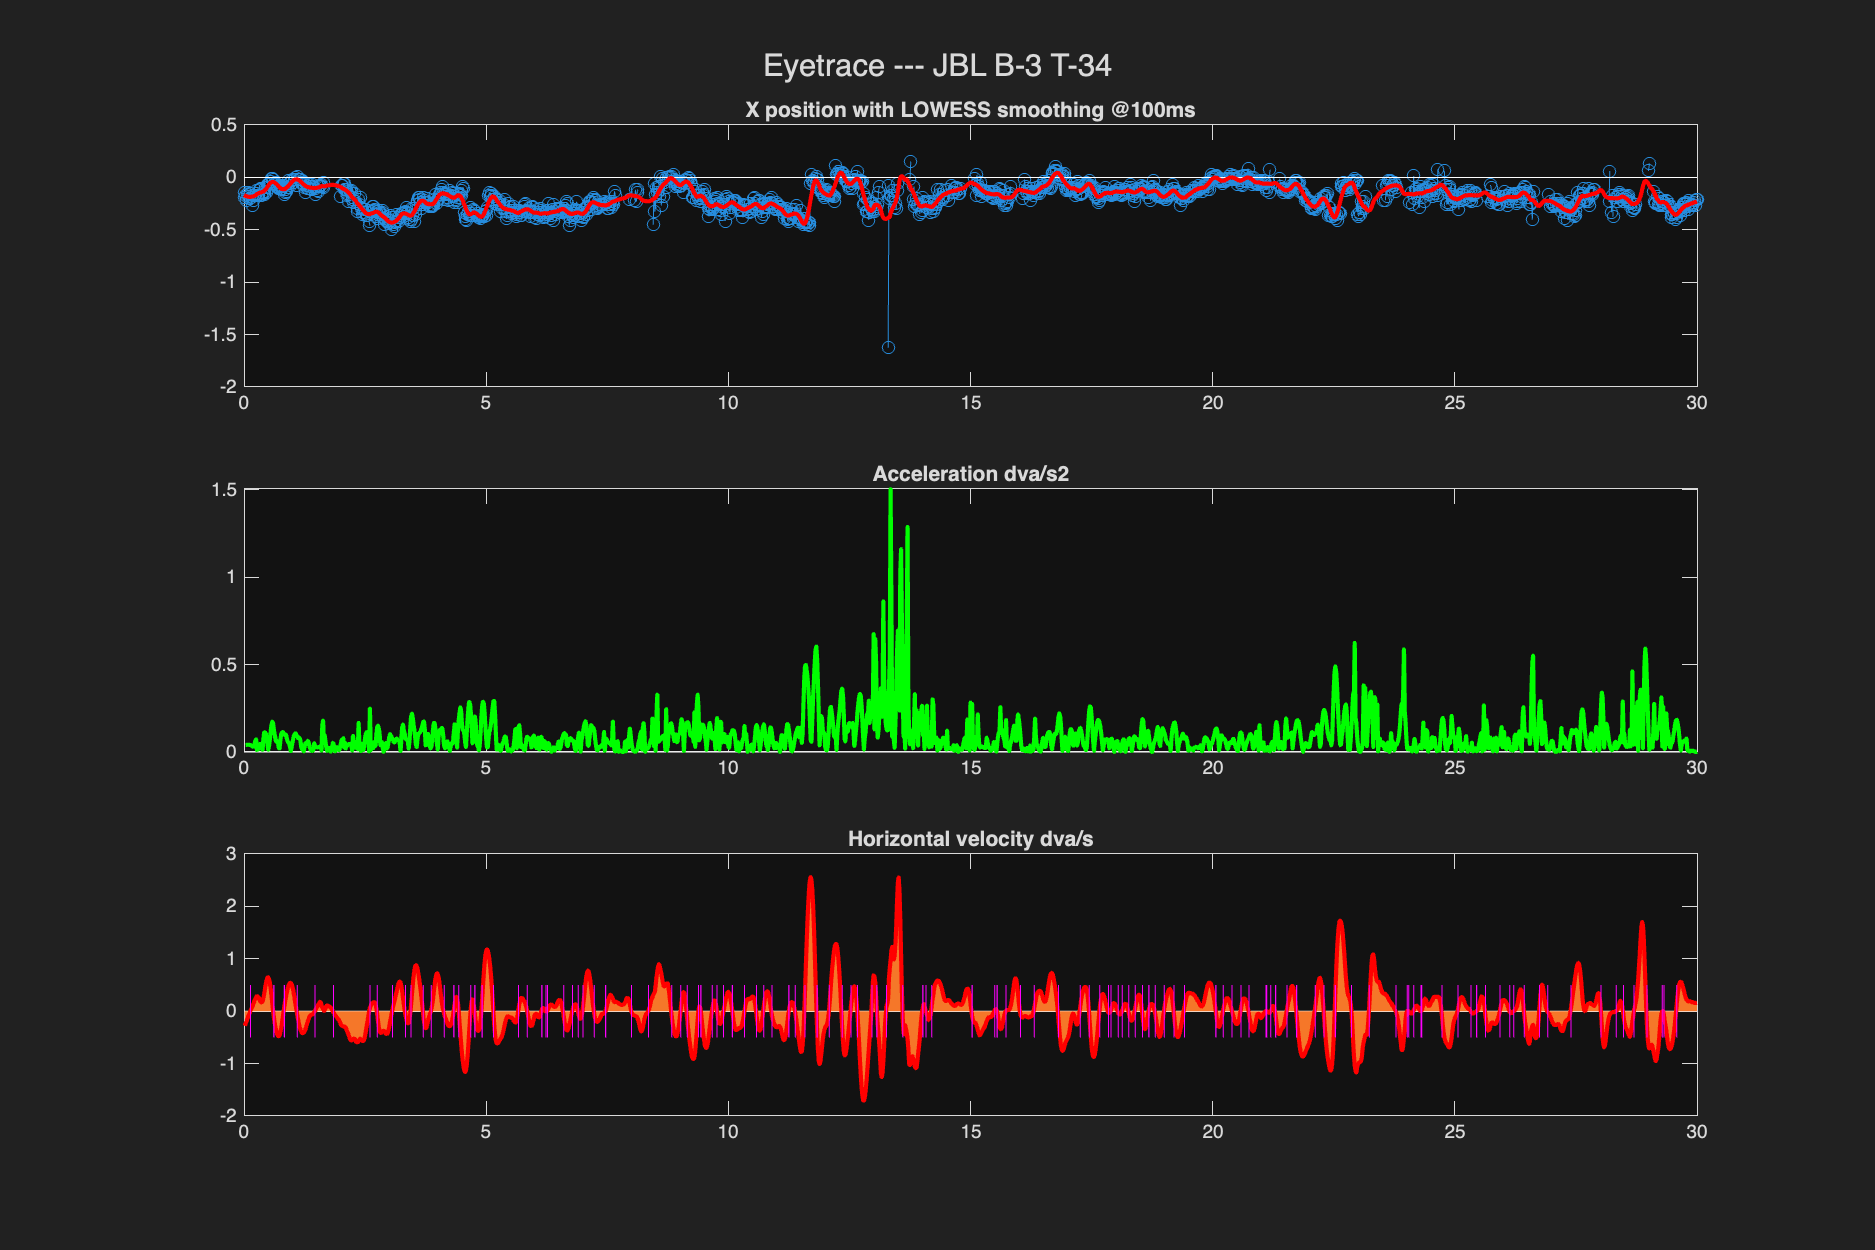 Eyetrace --- JBL B-3 T-34
X position with LOWESS smoothing @100ms
0.5
0
-0.5
-1
-1.5
-2
0 5 10 15 20 25 30
Acceleration dva/s2
1.5
1
0.5
0
0 5 10 15 20 25 30
Horizontal velocity dva/s
3
2
1
0
-1
-2
0 5 10 15 20 25 30